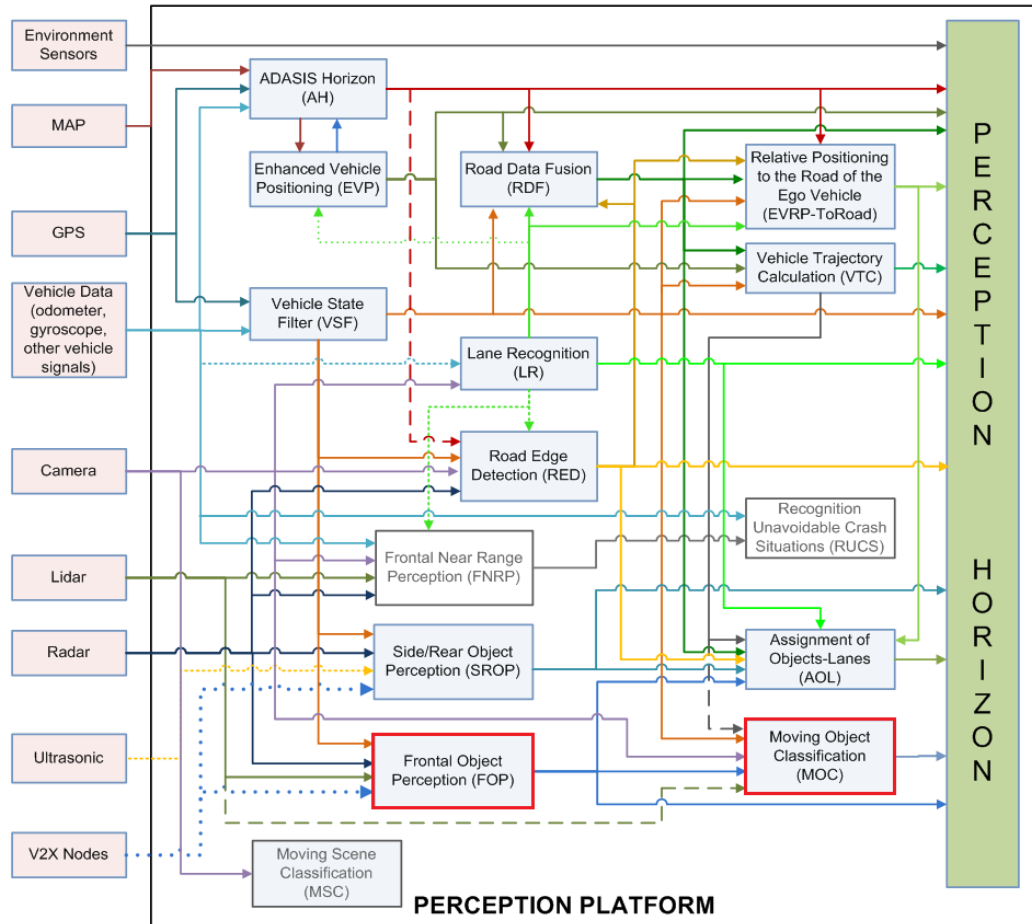 Environment
Sensors
MAP
GPS
Vehicle Data
(odometer,
gyroscope,
other vehicle
signals)
Camera
Lidar
Radar
Ultrasonic
V2X Nodes
ADASIS Horizon
(AH)
Enhanced Vehicle
Positioning (EVP)
Road Data Fusion
(RDF)
Relative Positioning
to the Road of the
Ego Vehicle
(EVRP-ToRoad)
Vehicle Trajectory
Calculation (VTC)
Vehicle State
Filter (VSF)
Lane Recognition
(LR)
Road Edge
Detection (RED)
Recognition
Unavoidable Crash
Situations (RUCS)
Frontal Near Range
Perception (FNRP)
Side/Rear Object
Perception (SROP)
Assignment of
Objects-Lanes
(AOL)
Frontal Object
Perception (FOP)
Moving Object
Classification
(MOC)
Moving Scene
Classification
(MSC)
PERCEPTION PLATFORM
PERCEPTION
HORIZON